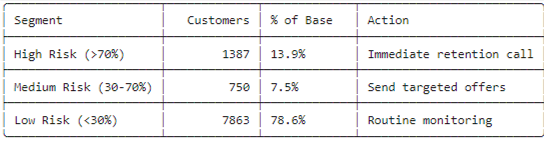 Segment Customers % of Base Action
High Risk (>70%) 1387 13.9% Immediate retention call
Medium Risk (30-70%) 750 7.5% Send targeted offers
Low Risk (<30%) 7863 78.6% Routine monitoring